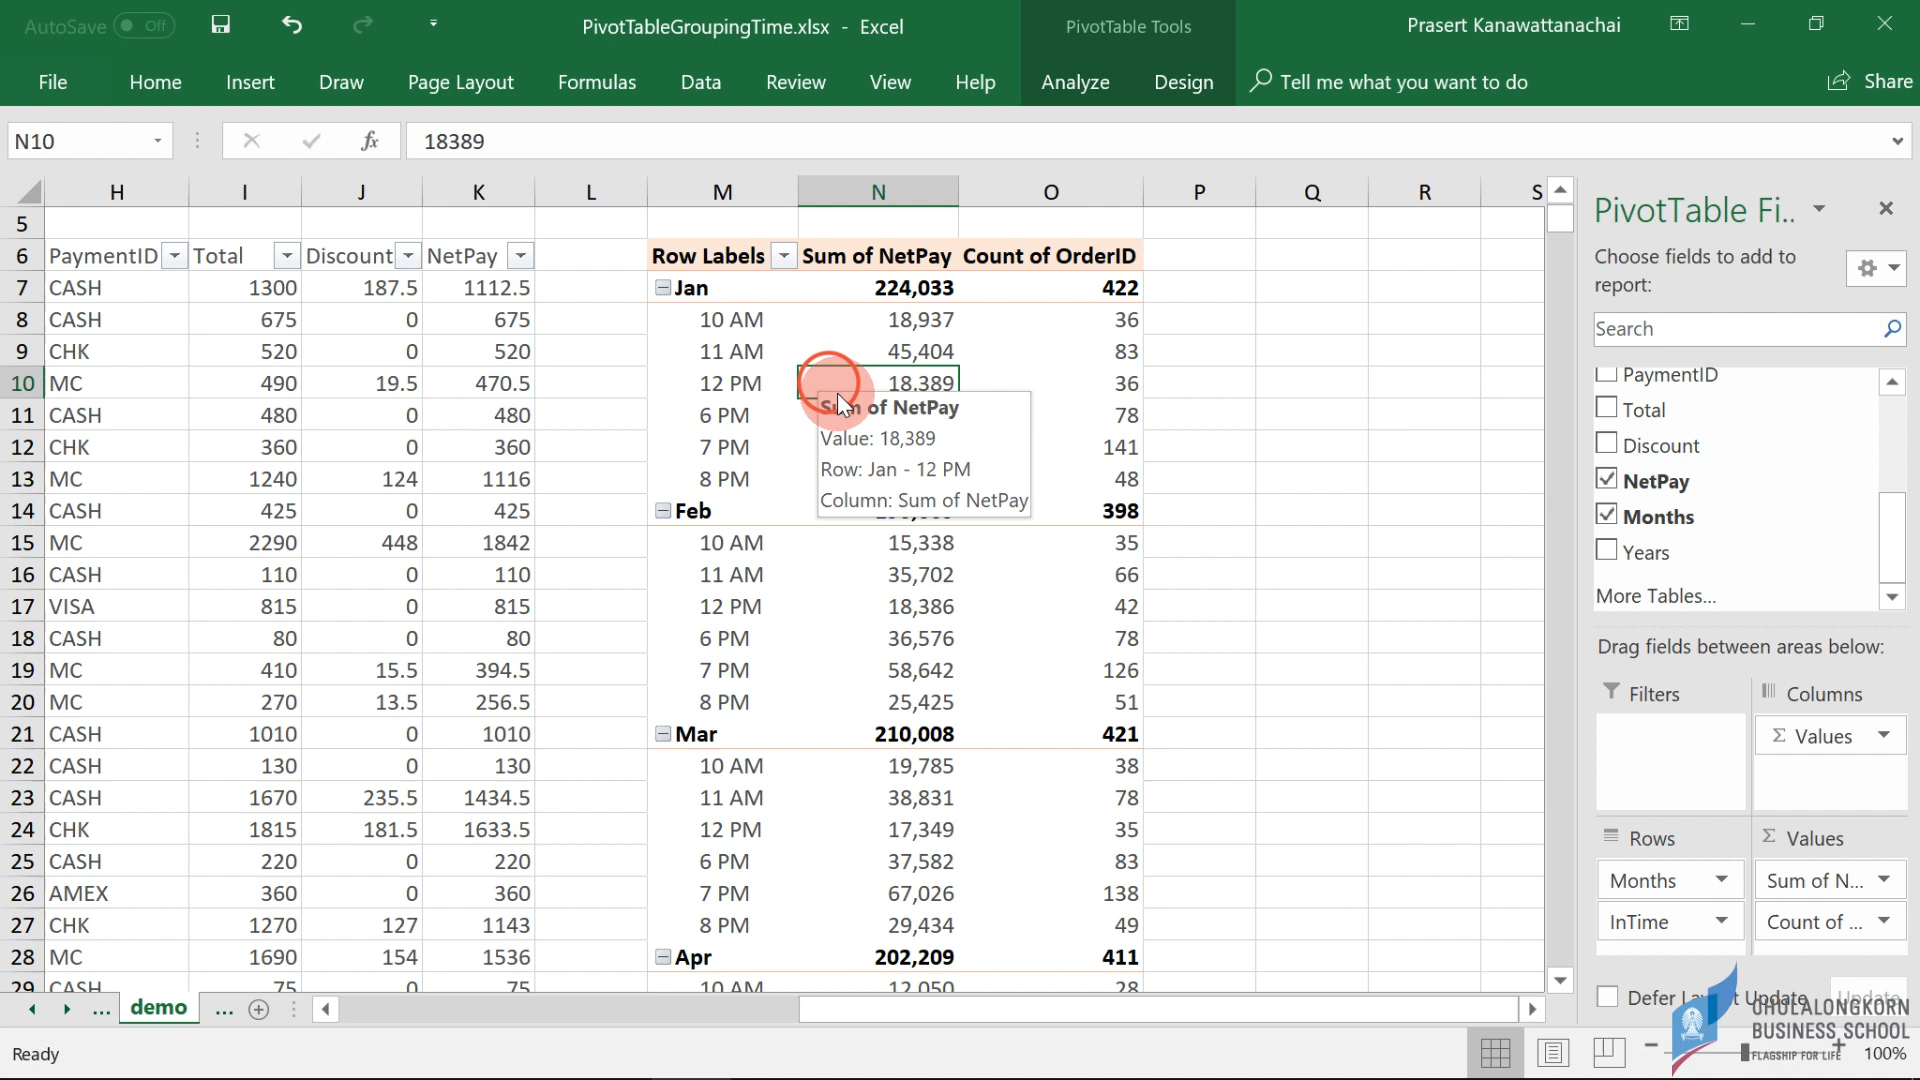 AutoSave Off PivotTableGroupingTime.xlsx - Excel PivotTable Tools Prasert Kanawattanachai
File Home Insert Draw Page Layout Formulas Data Review View Help Analyze Design Tell me what you want to do Share
N10 fx 18389
H I J K L M N O P Q R S
5
6 PaymentID Total Discount NetPay Row Labels Sum of NetPay Count of OrderID
7 CASH 1300 187.5 1112.5 Jan 224,033 422
8 CASH 675 0 675 10 AM 18,937 36
9 CHK 520 0 520 11 AM 45,404 83
10 MC 490 19.5 470.5 12 PM 18,389 36
11 CASH 480 0 480 6 PM 78
12 CHK 360 0 360 7 PM 141
13 MC 1240 124 1116 8 PM 48
14 CASH 425 0 425 Feb 398
15 MC 2290 448 1842 10 AM 15,338 35
16 CASH 110 0 110 11 AM 35,702 66
17 VISA 815 0 815 12 PM 18,386 42
18 CASH 80 0 80 6 PM 36,576 78
19 MC 410 15.5 394.5 7 PM 58,642 126
20 MC 270 13.5 256.5 8 PM 25,425 51
21 CASH 1010 0 1010 Mar 210,008 421
22 CASH 130 0 130 10 AM 19,785 38
23 CASH 1670 235.5 1434.5 11 AM 38,831 78
24 CHK 1815 181.5 1633.5 12 PM 17,349 35
25 CASH 220 0 220 6 PM 37,582 83
26 AMEX 360 0 360 7 PM 67,026 138
27 CHK 1270 127 1143 8 PM 29,434 49
28 MC 1690 154 1536 Apr 202,209 411
29 CASH 75 0 75 10 AM 12,050 28
Sum of NetPay
Value: 18,389
Row: Jan - 12 PM
Column: Sum of NetPay
PivotTable Fi..
Choose fields to add to
report:
Search
PaymentID
Total
Discount
NetPay
Months
Years
More Tables...
Drag fields between areas below:
Filters Columns
Σ Values
Rows Σ Values
Months Sum of N...
InTime Count of ...
Defer Update
... demo ...
CHULALONGKORN
BUSINESS SCHOOL
FLAGSHIP FOR LIFE
Ready 100%